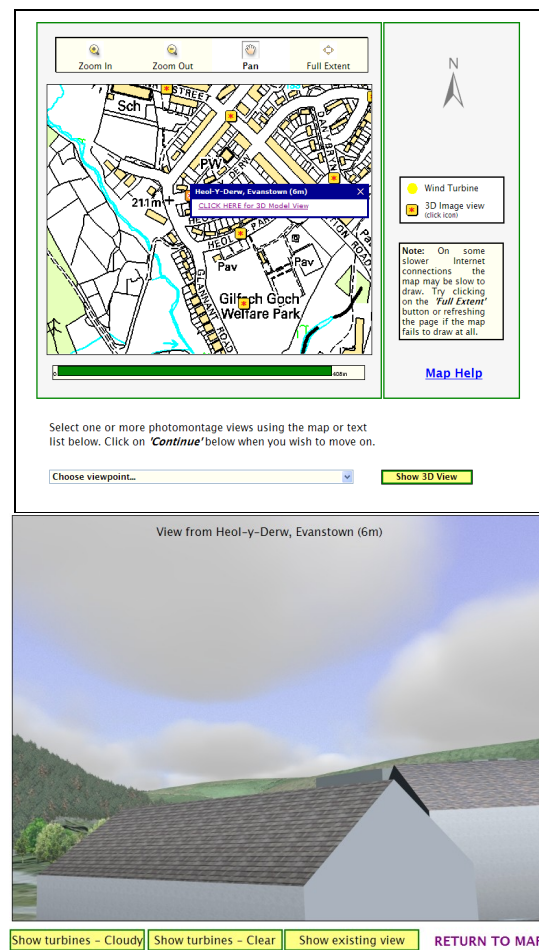 Zoom In
Zoom Out
Pan
Full Extent
N
STREET
Sch
DAN Y BRYN
PW
DERW
Heol-Y-Derw, Evanstown (6m)
CLICK HERE for 3D Model View
211m
HEOL
PARK
ROAD
Pav
Pav
GLANNANT ROAD
Gilfach Goch
Welfare Park
0
408m
Wind Turbine
3D Image view
(click icon)
Note: On some
slower Internet
connections the
map may be slow to
draw. Try clicking
on the 'Full Extent'
button or refreshing
the page if the map
fails to draw at all.
Map Help
Select one or more photomontage views using the map or text
list below. Click on 'Continue' below when you wish to move on.
Choose viewpoint...
Show 3D View
View from Heol-y-Derw, Evanstown (6m)
Show turbines - Cloudy
Show turbines - Clear
Show existing view
RETURN TO MAP